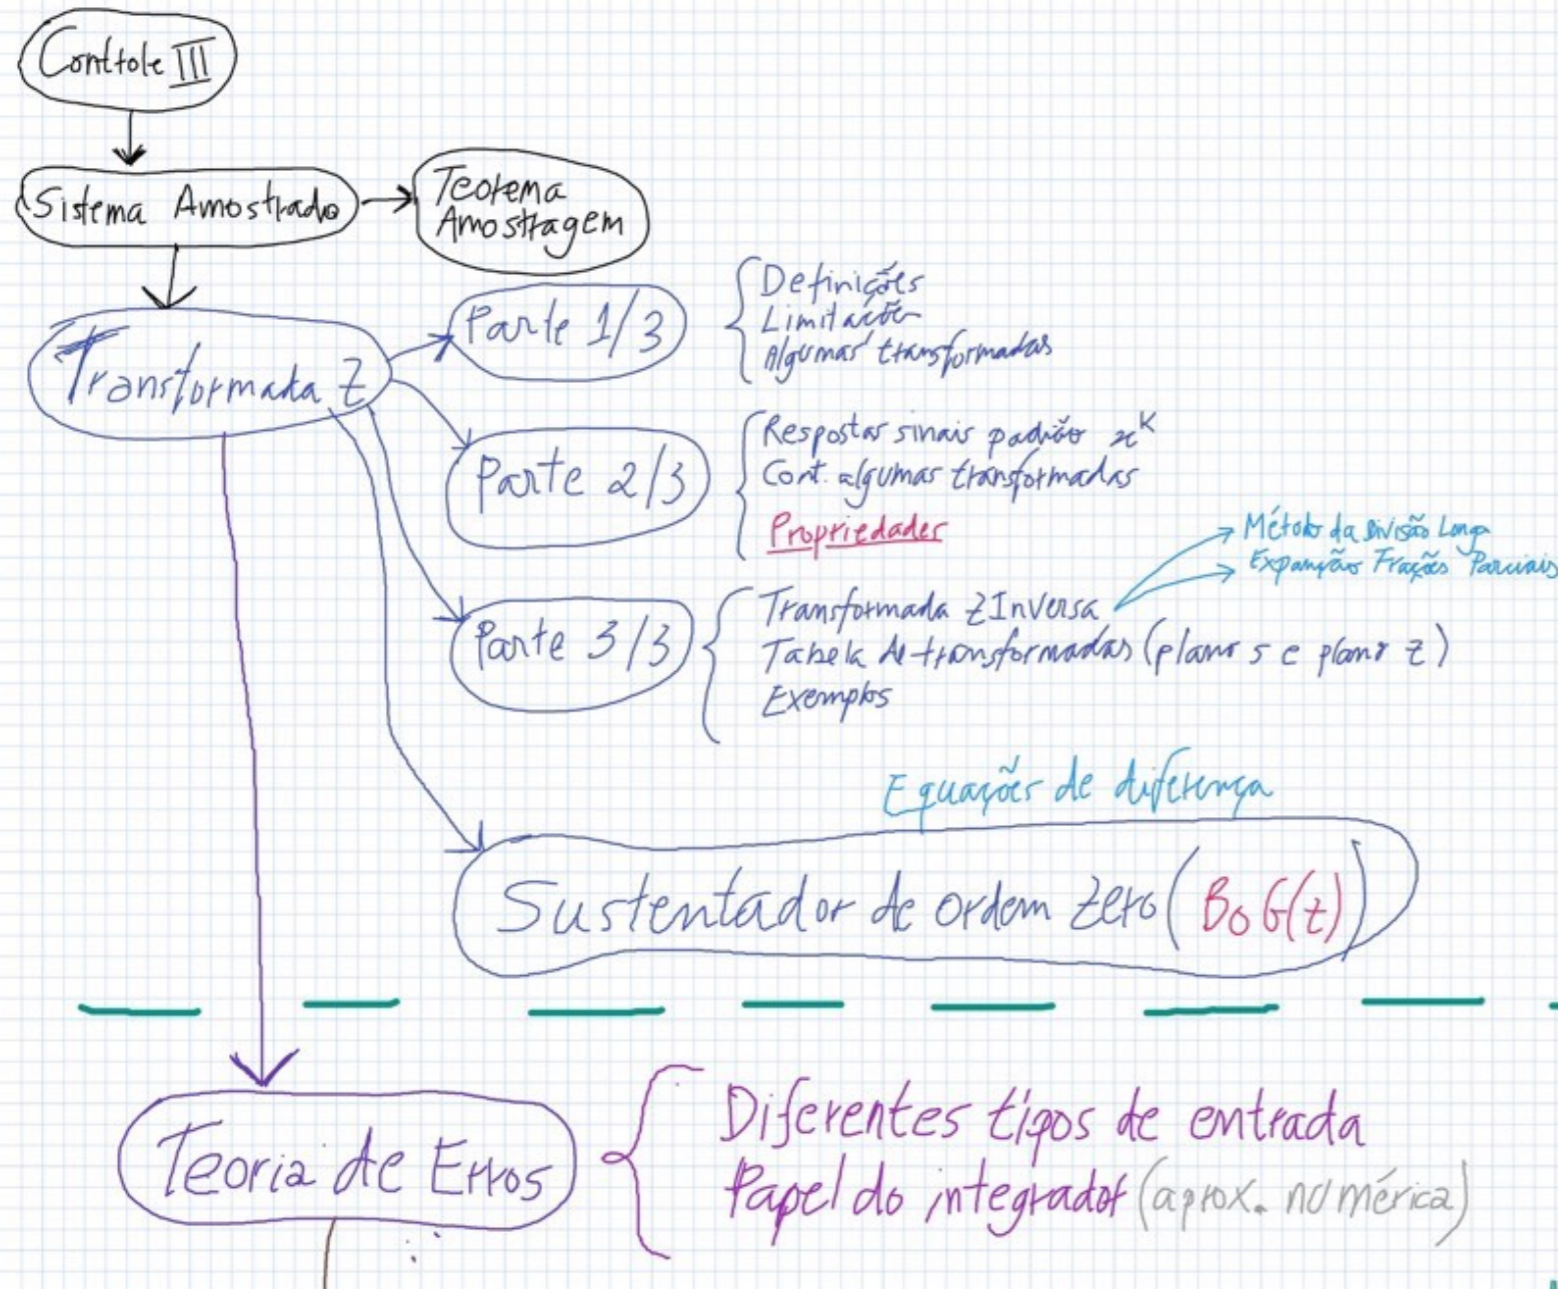 Controle III
Sistema Amostrado
Teorema
Amostragem
Transformada Z
Parte 1/3
Definições
Limitações
Algumas transformadas
Parte 2/3
Respostas sinais padrão x^K
Cont. algumas transformadas
Propriedades
Parte 3/3
Transformada Z Inversa
Método da Divisão Longa
Expanção Frações Parciais
Tabela de transformadas (plano s e plano z)
Exemplos
Equações de diferença
Sustentador de ordem zero (B₀G(z))
Teoria de Erros
Diferentes tipos de entrada
Papel do integrador (aprox. numérica)